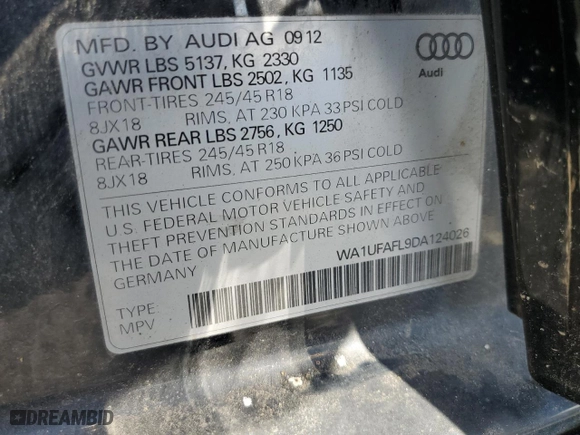 MFD. BY AUDI AG 09 12
GVWR LBS 5137, KG 2330
GAWR FRONT LBS 2502, KG 1135
FRONT-TIRES 245/45 R18
8JX18 RIMS, AT 230 KPA 33 PSI COLD
GAWR REAR LBS 2756, KG 1250
REAR-TIRES 245/45 R18
8JX18 RIMS, AT 250 KPA 36 PSI COLD
THIS VEHICLE CONFORMS TO ALL APPLICABLE
U.S. FEDERAL MOTOR VEHICLE SAFETY AND
THEFT PREVENTION STANDARDS IN EFFECT ON
THE DATE OF MANUFACTURE SHOWN ABOVE
GERMANY
WA1UFAFL9DA124026
TYPE
MPV
Audi
DREAMBID